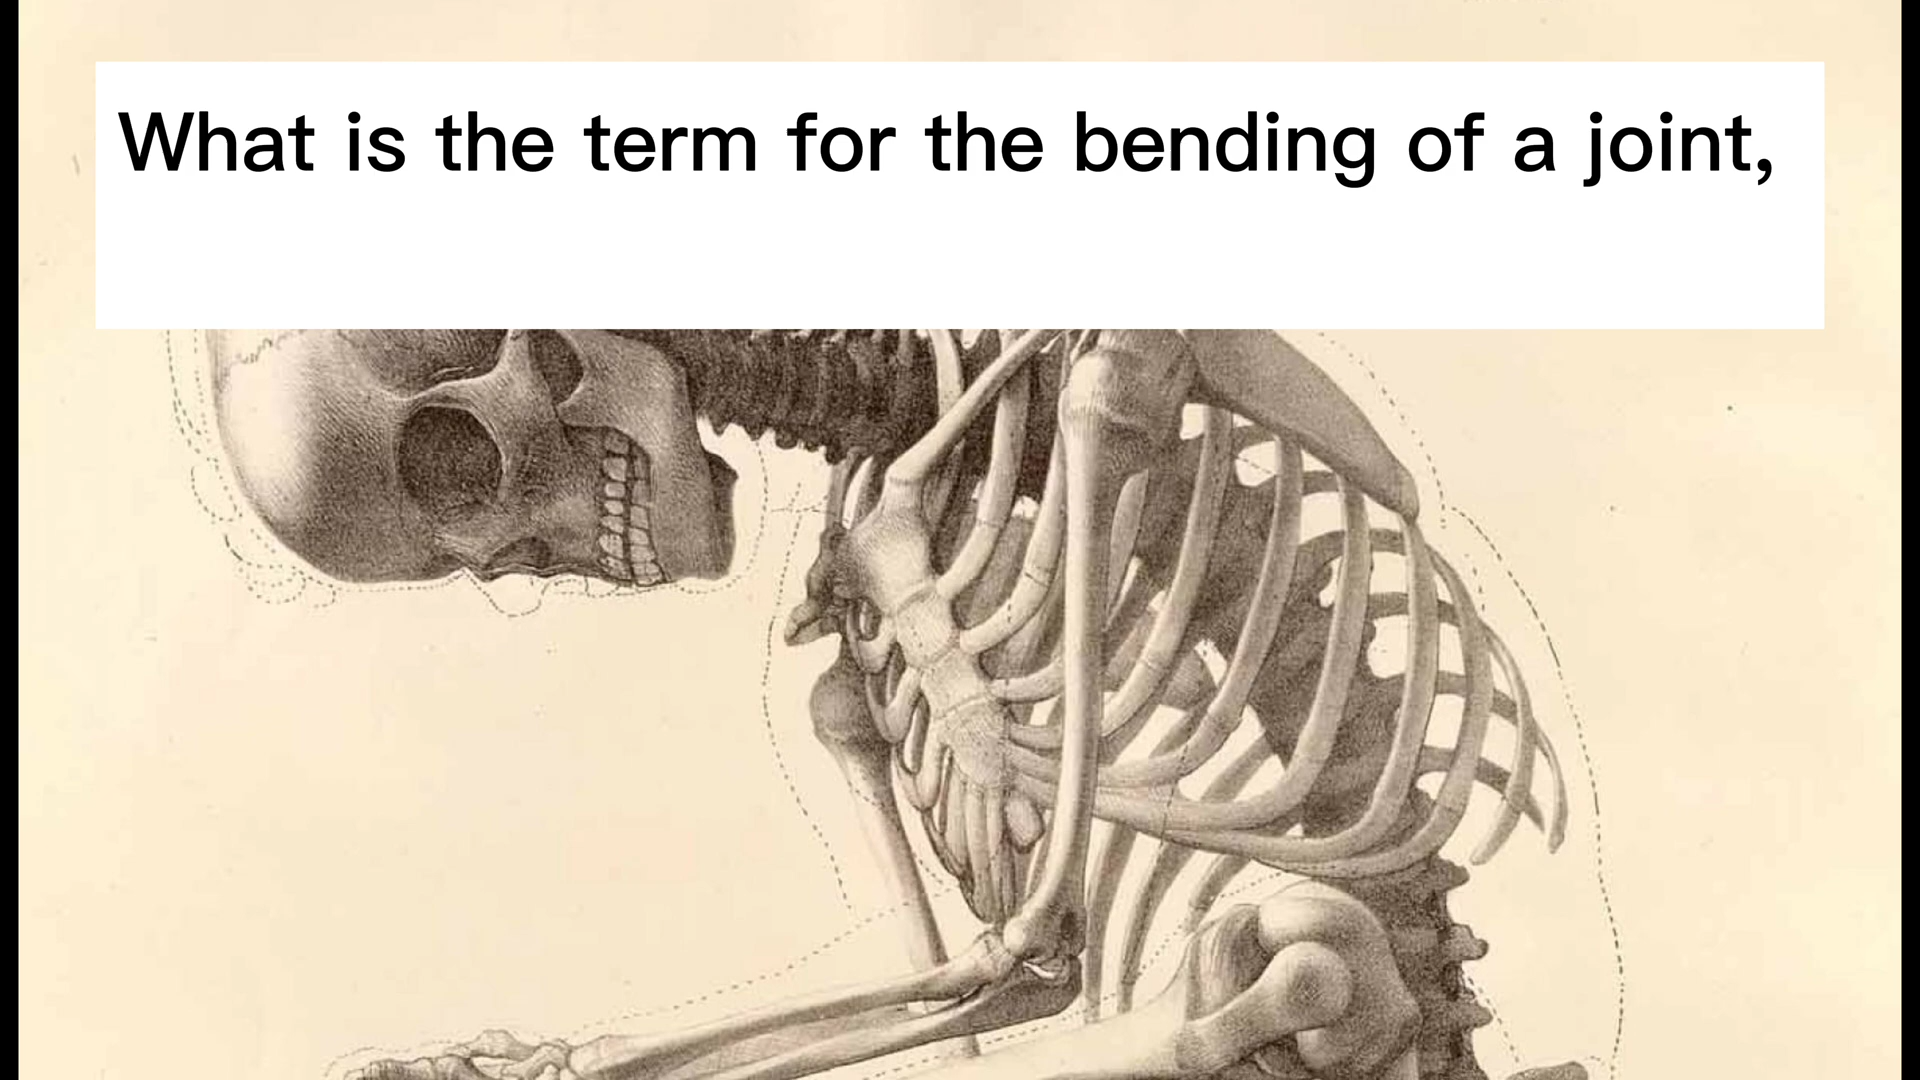 What is the term for the bending of a joint,